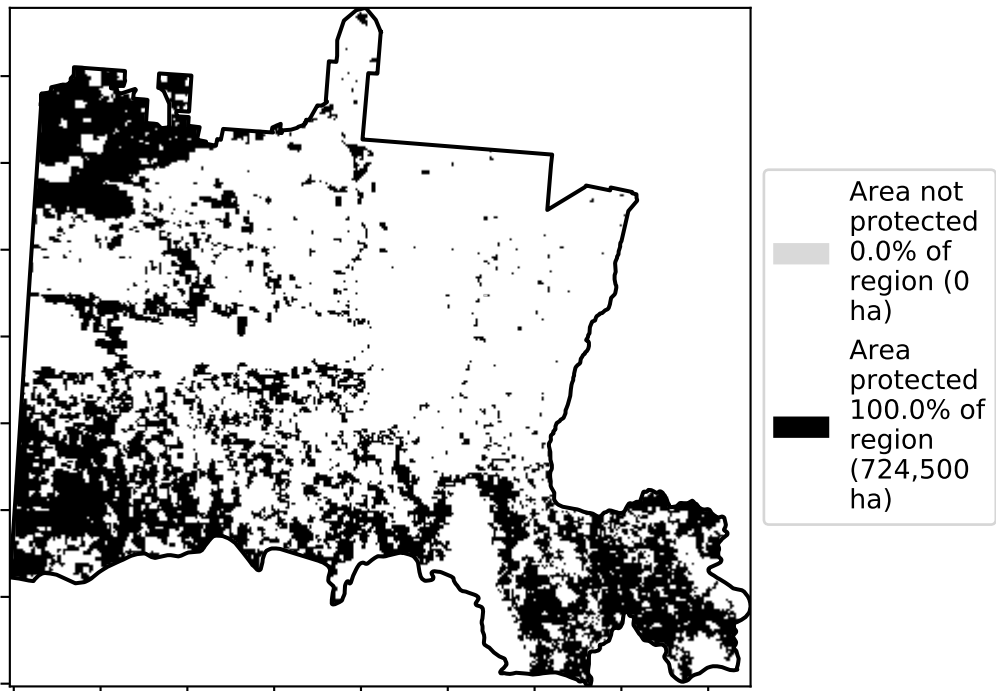 Area not
protected
0.0% of
region (0
ha)
Area
protected
100.0% of
region
(724,500
ha)